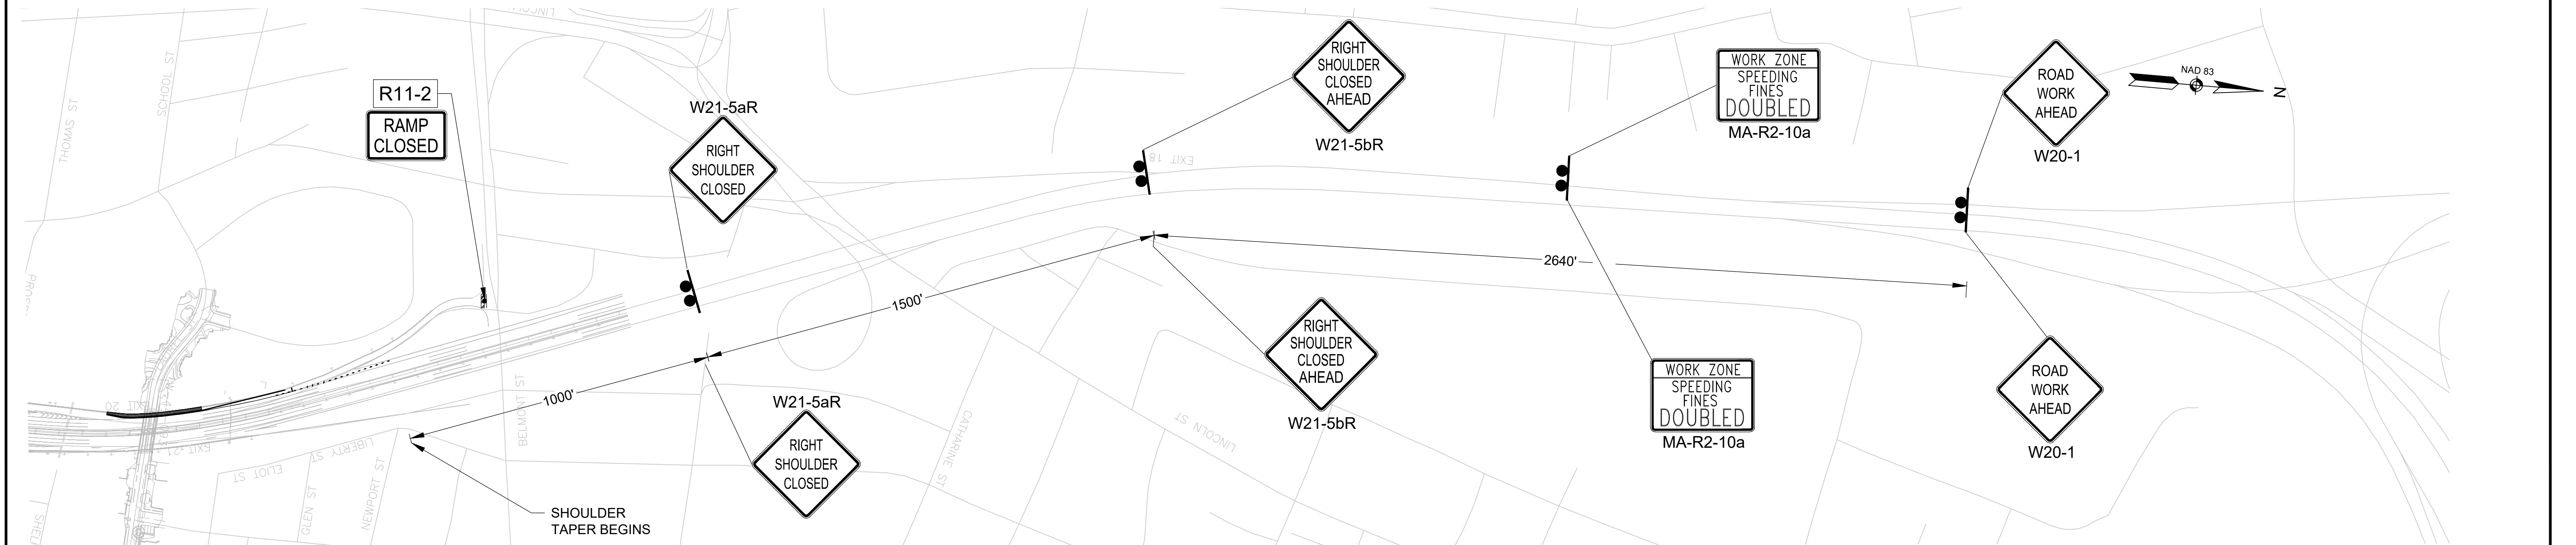 R11-2
RAMP
CLOSED
W21-5aR
RIGHT
SHOULDER
CLOSED
RIGHT
SHOULDER
CLOSED
AHEAD
W21-5bR
WORK ZONE
SPEEDING
FINES
DOUBLED
MA-R2-10a
ROAD
WORK
AHEAD
W20-1
NAD 83
N
THOMAS ST
SCHOOL ST
EXIT 18
2640'
1500'
1000'
W21-5aR
RIGHT
SHOULDER
CLOSED
RIGHT
SHOULDER
CLOSED
AHEAD
W21-5bR
WORK ZONE
SPEEDING
FINES
DOUBLED
MA-R2-10a
ROAD
WORK
AHEAD
W20-1
SHOULDER
TAPER BEGINS
EXIT 20
EXIT 21
LIBERTY ST
ELIOT ST
GLEN ST
NEWPORT ST
BELMONT ST
CATHARINE ST
LINCOLN ST